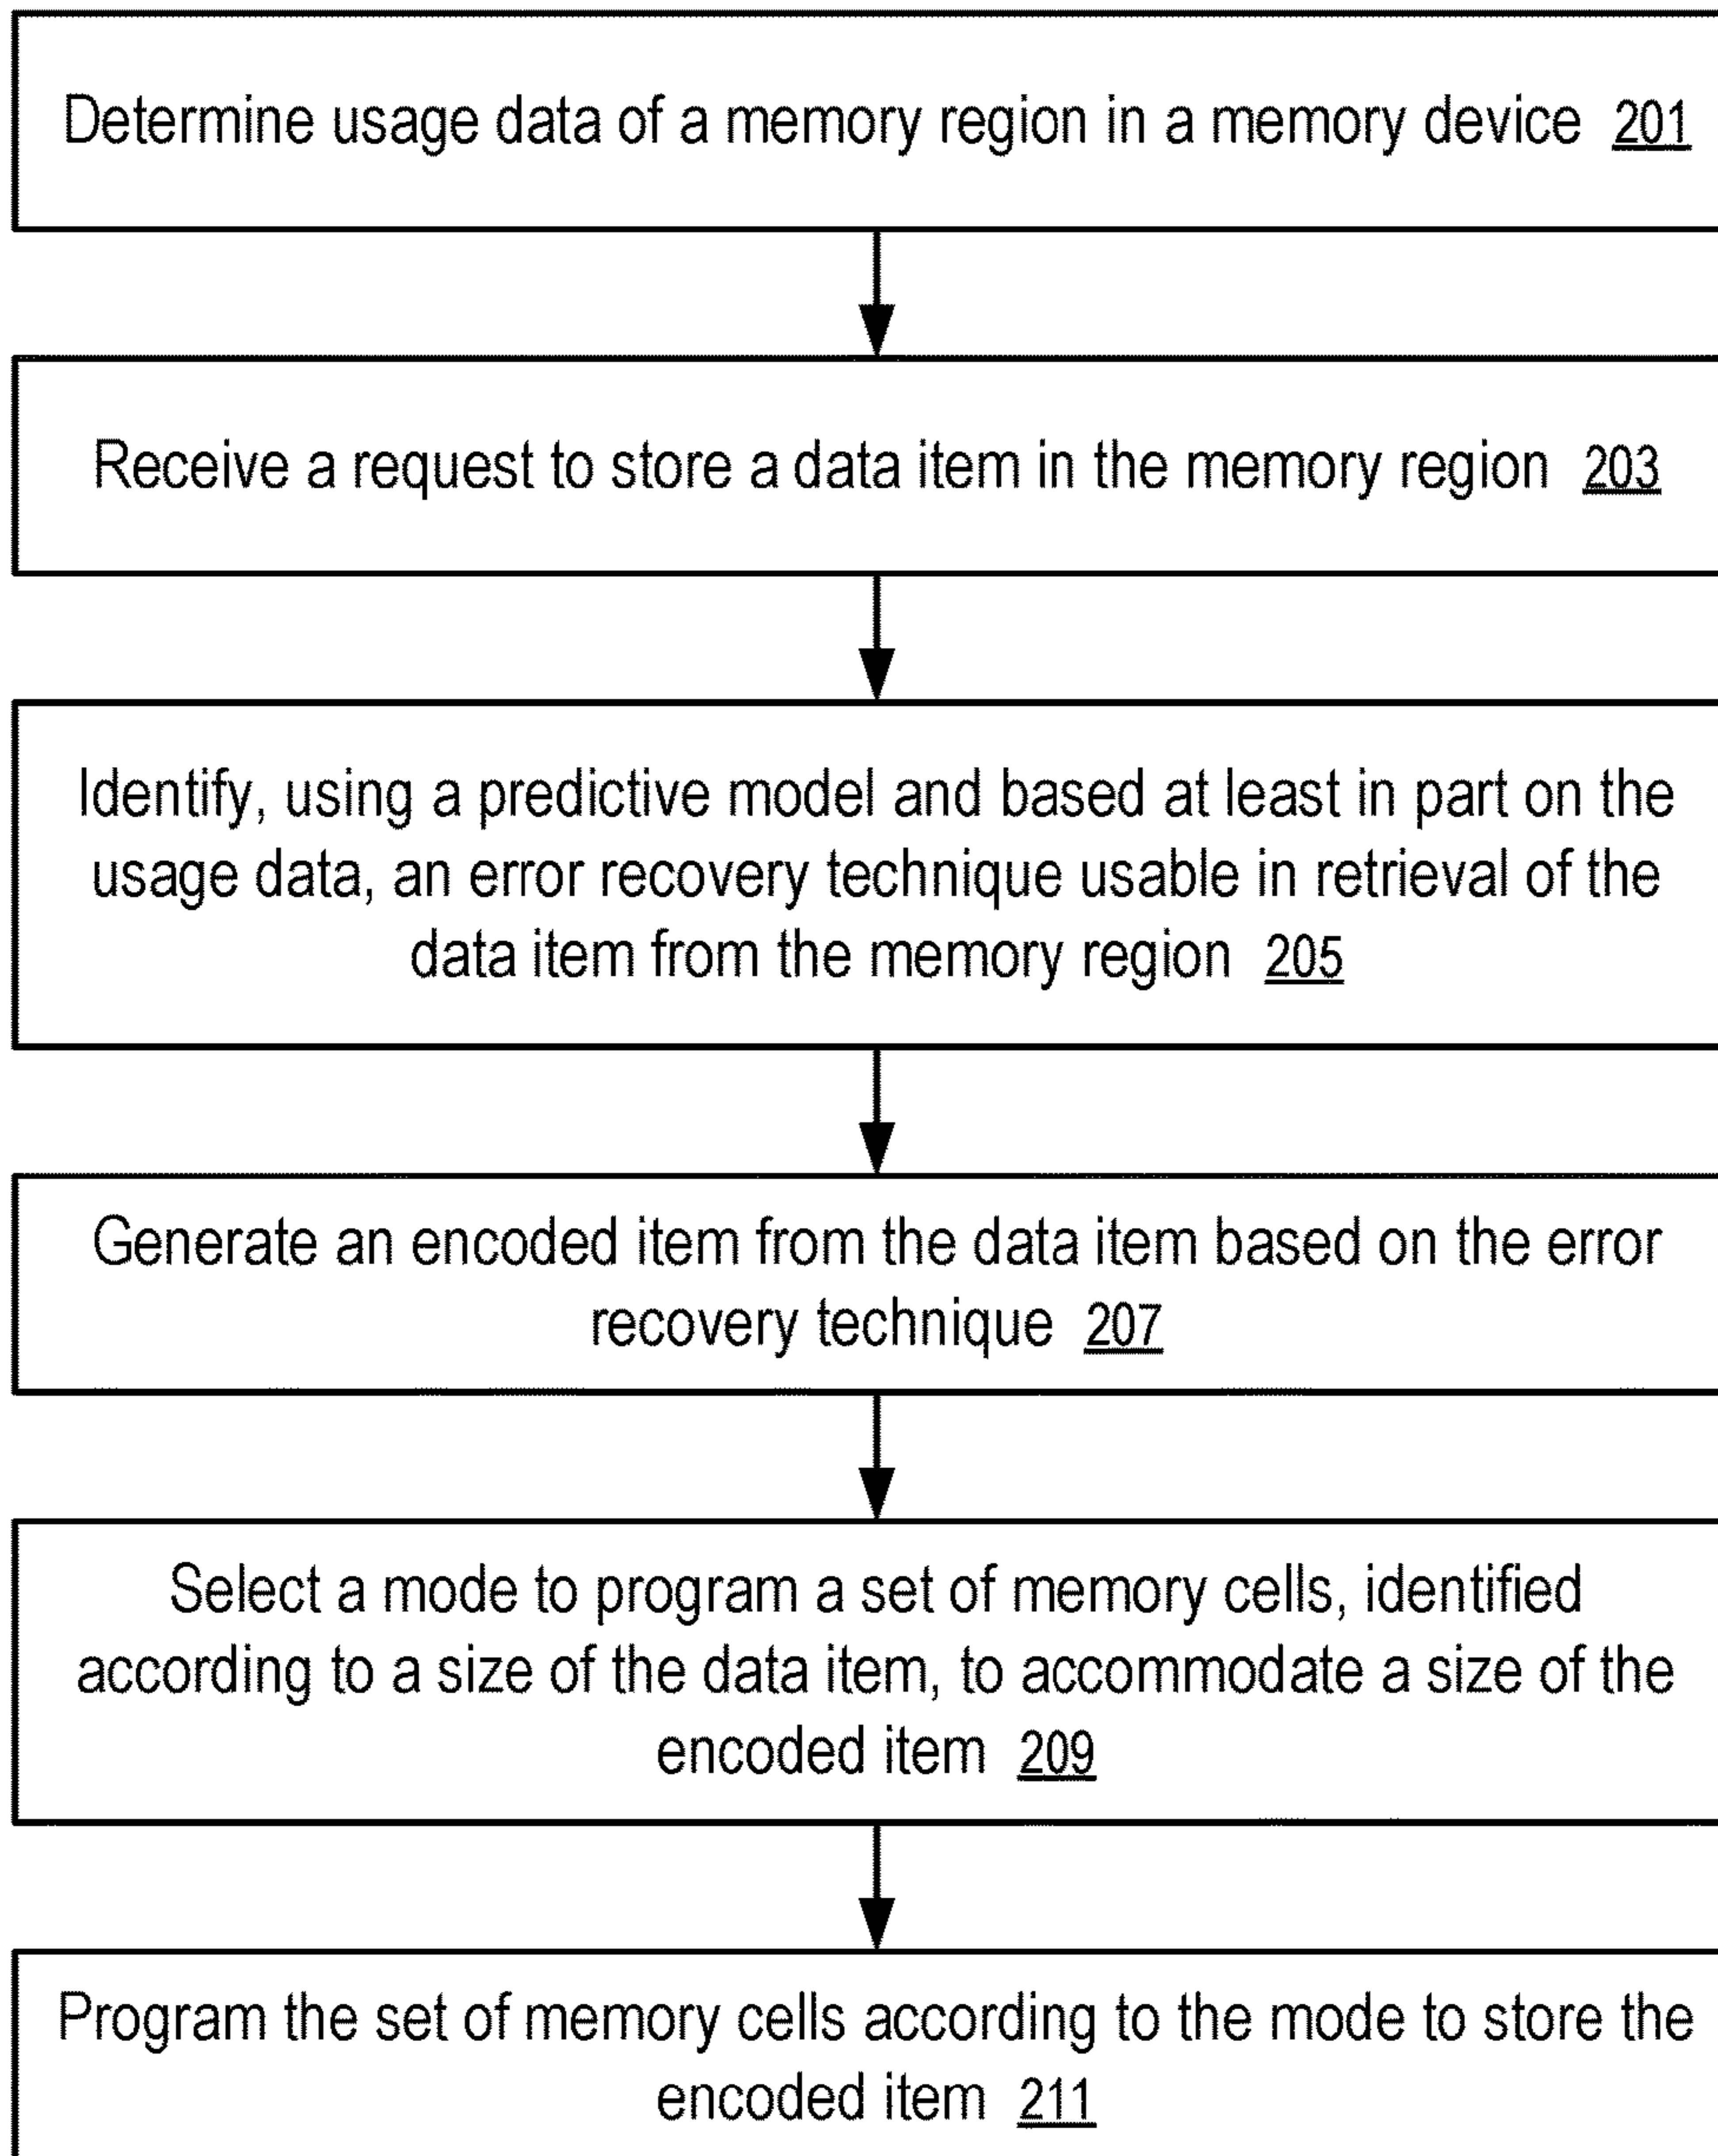 Determine usage data of a memory region in a memory device 201
Receive a request to store a data item in the memory region 203
Identify, using a predictive model and based at least in part on the
usage data, an error recovery technique usable in retrieval of the
data item from the memory region 205
Generate an encoded item from the data item based on the error
recovery technique 207
Select a mode to program a set of memory cells, identified
according to a size of the data item, to accommodate a size of the
encoded item 209
Program the set of memory cells according to the mode to store the
encoded item 211